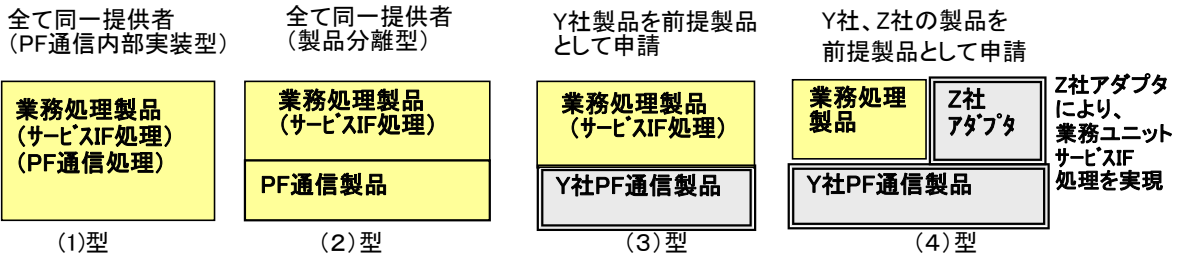 全て同一提供者
（PF通信内部実装型）
業務処理製品
（サービスIF処理）
（PF通信処理）
(1)型
全て同一提供者
（製品分離型）
業務処理製品
（サービスIF処理）
PF通信製品
（２）型
Y社製品を前提製品
として申請
業務処理製品
（サービスIF処理）
Y社PF通信製品
（３）型
Y社、Z社の製品を
前提製品として申請
業務処理
製品
Z社
アダプタ
Y社PF通信製品
Z社アダプタ
により、
業務ユニット
サービスIF
処理を実現
（４）型